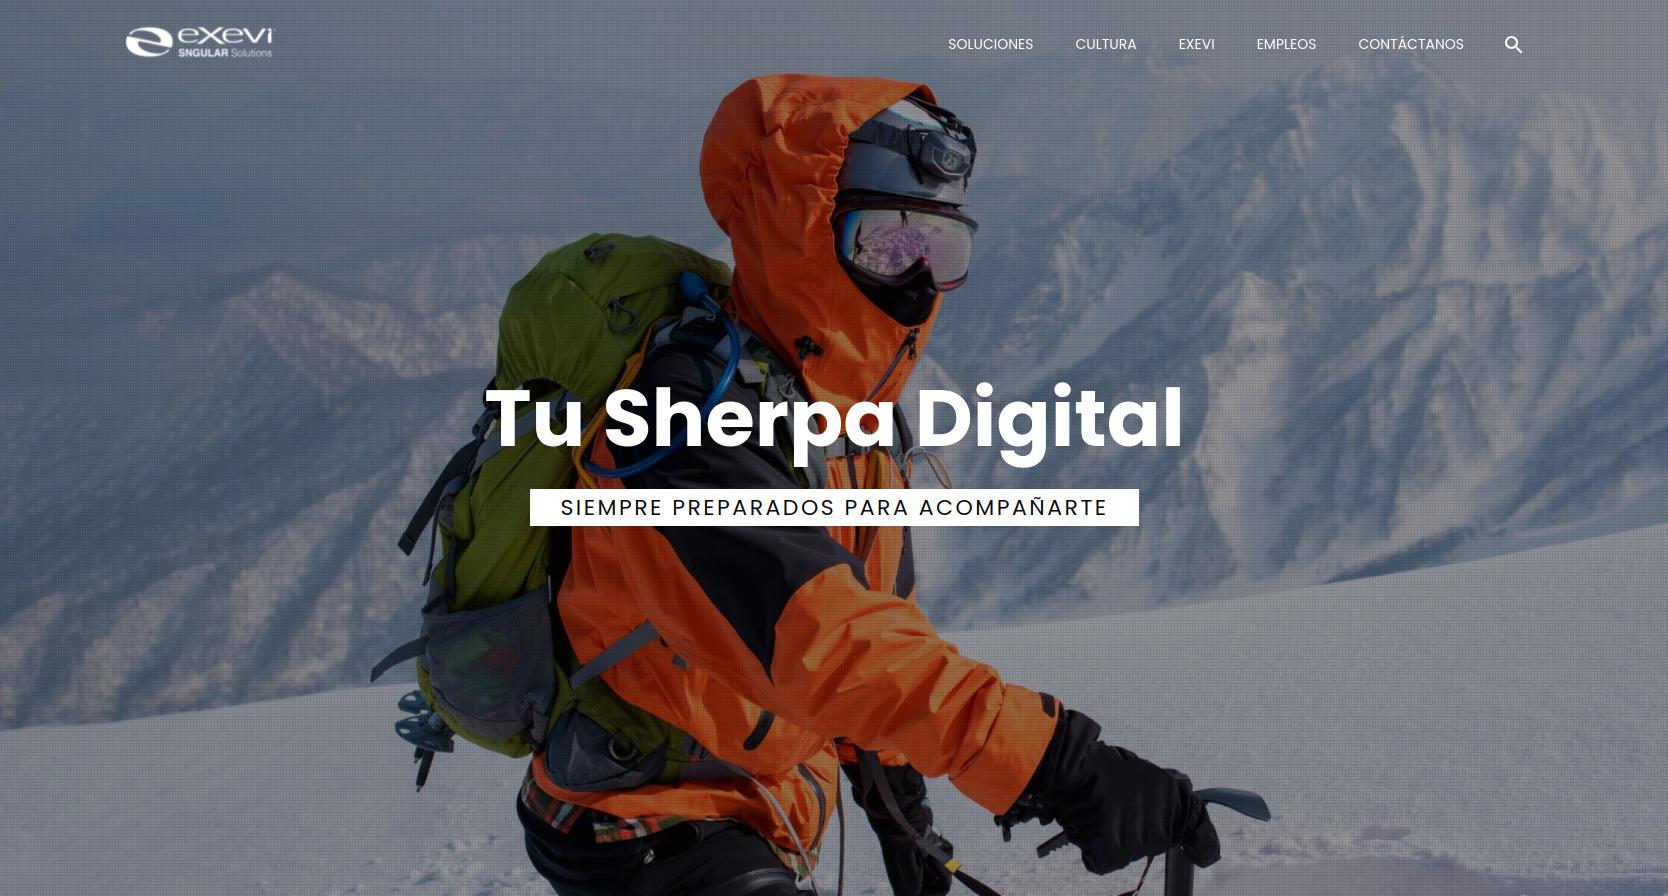 exevi
SNGULAR Solutions
SOLUCIONES
CULTURA
EXEVI
EMPLEOS
CONTÁCTANOS
Tu Sherpa Digital
SIEMPRE PREPARADOS PARA ACOMPAÑARTE